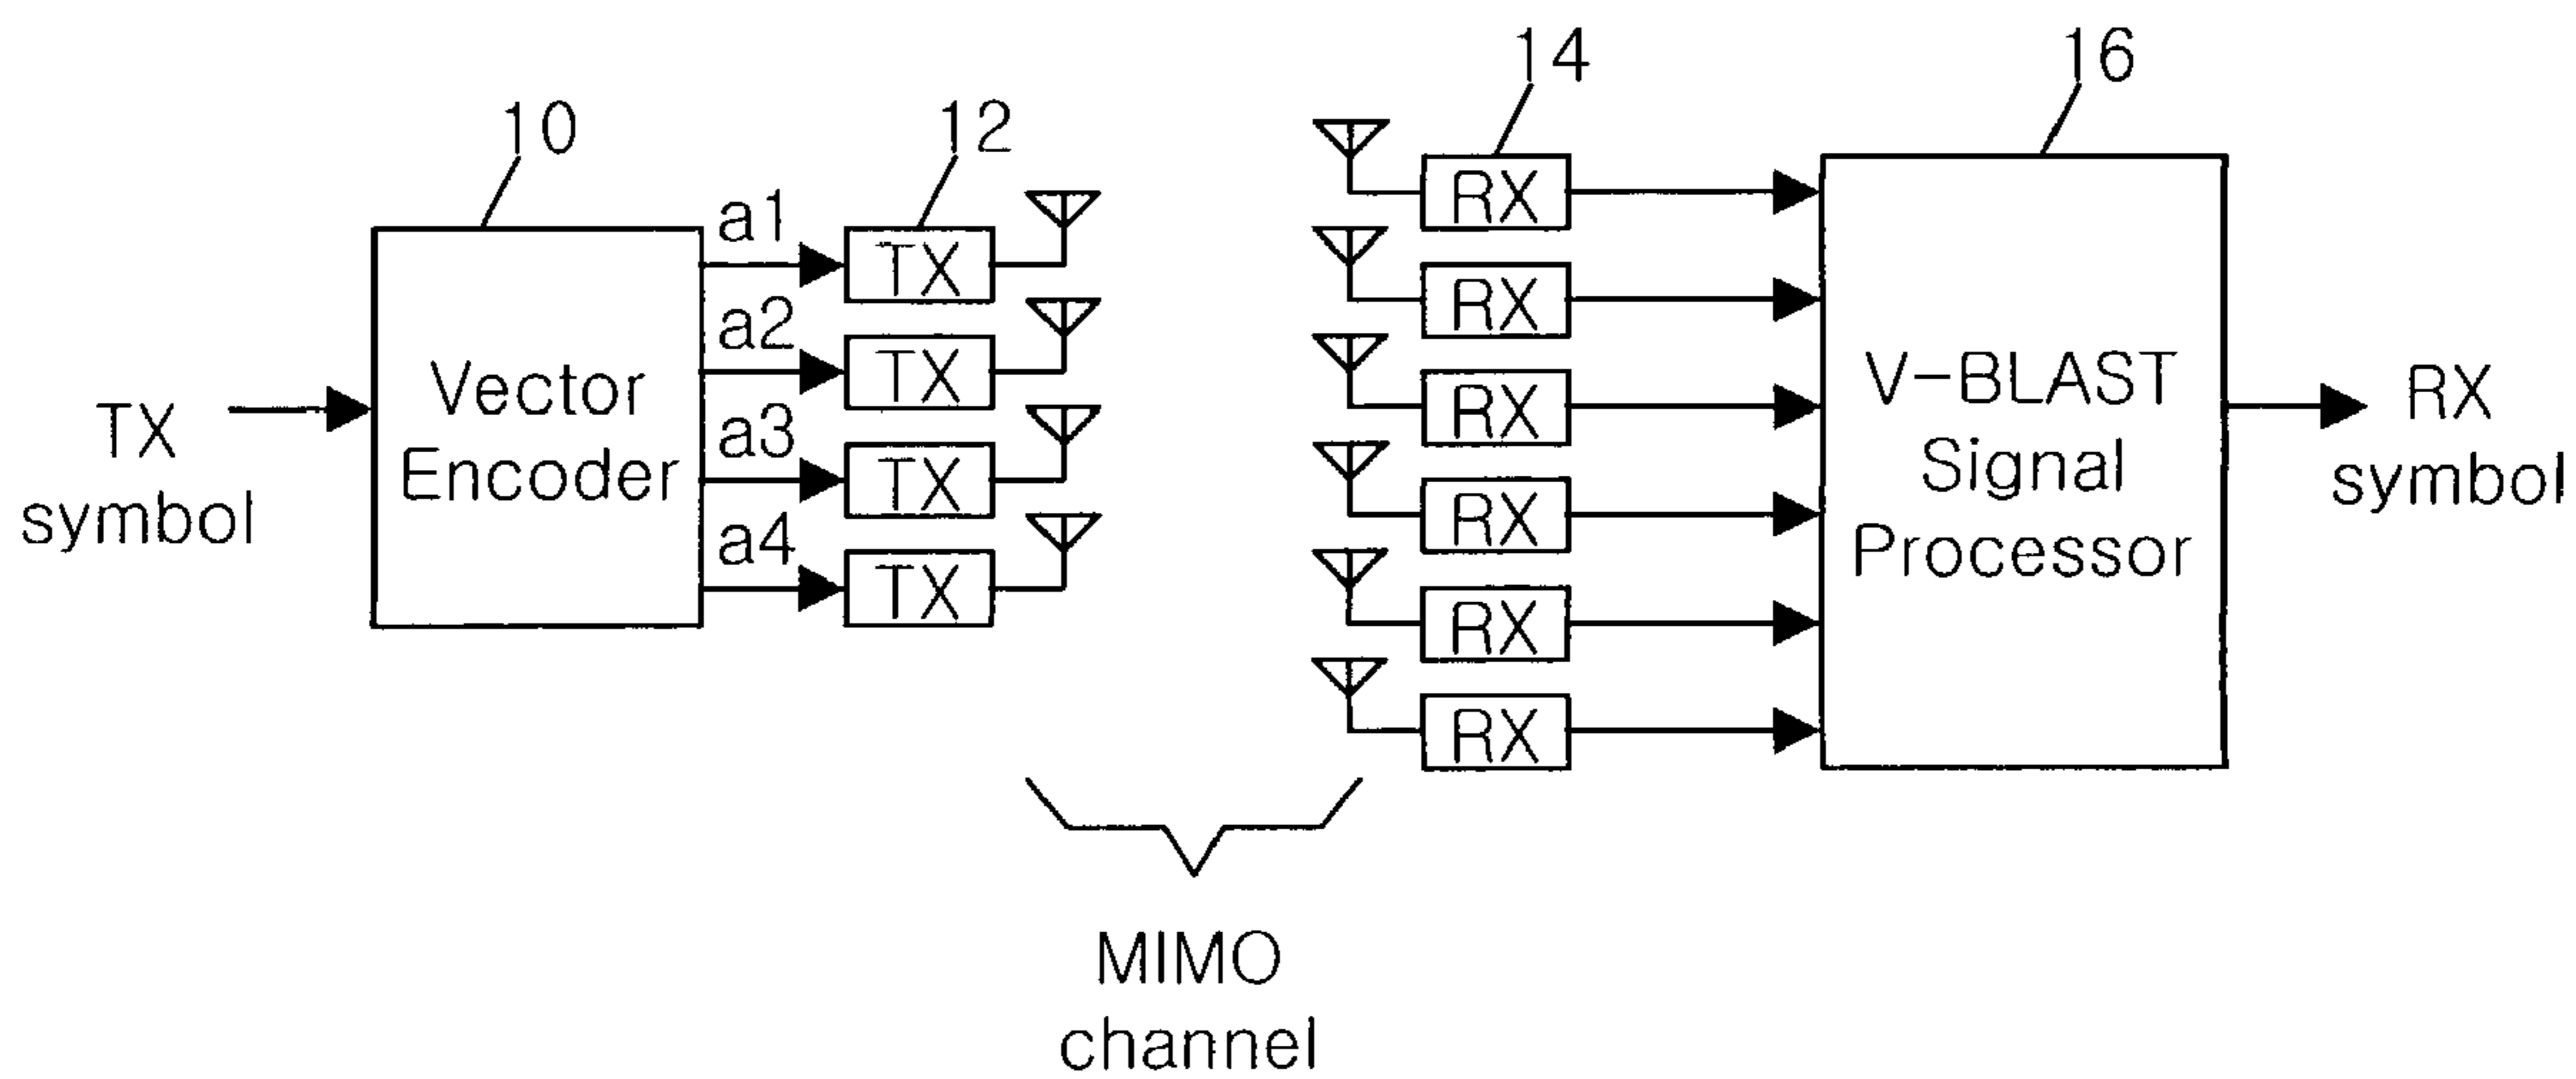 10
12
14
16
TX
symbol
Vector
Encoder
a1
a2
a3
a4
TX
TX
TX
TX
RX
RX
RX
RX
RX
RX
V-BLAST
Signal
Processor
RX
symbol
MIMO
channel